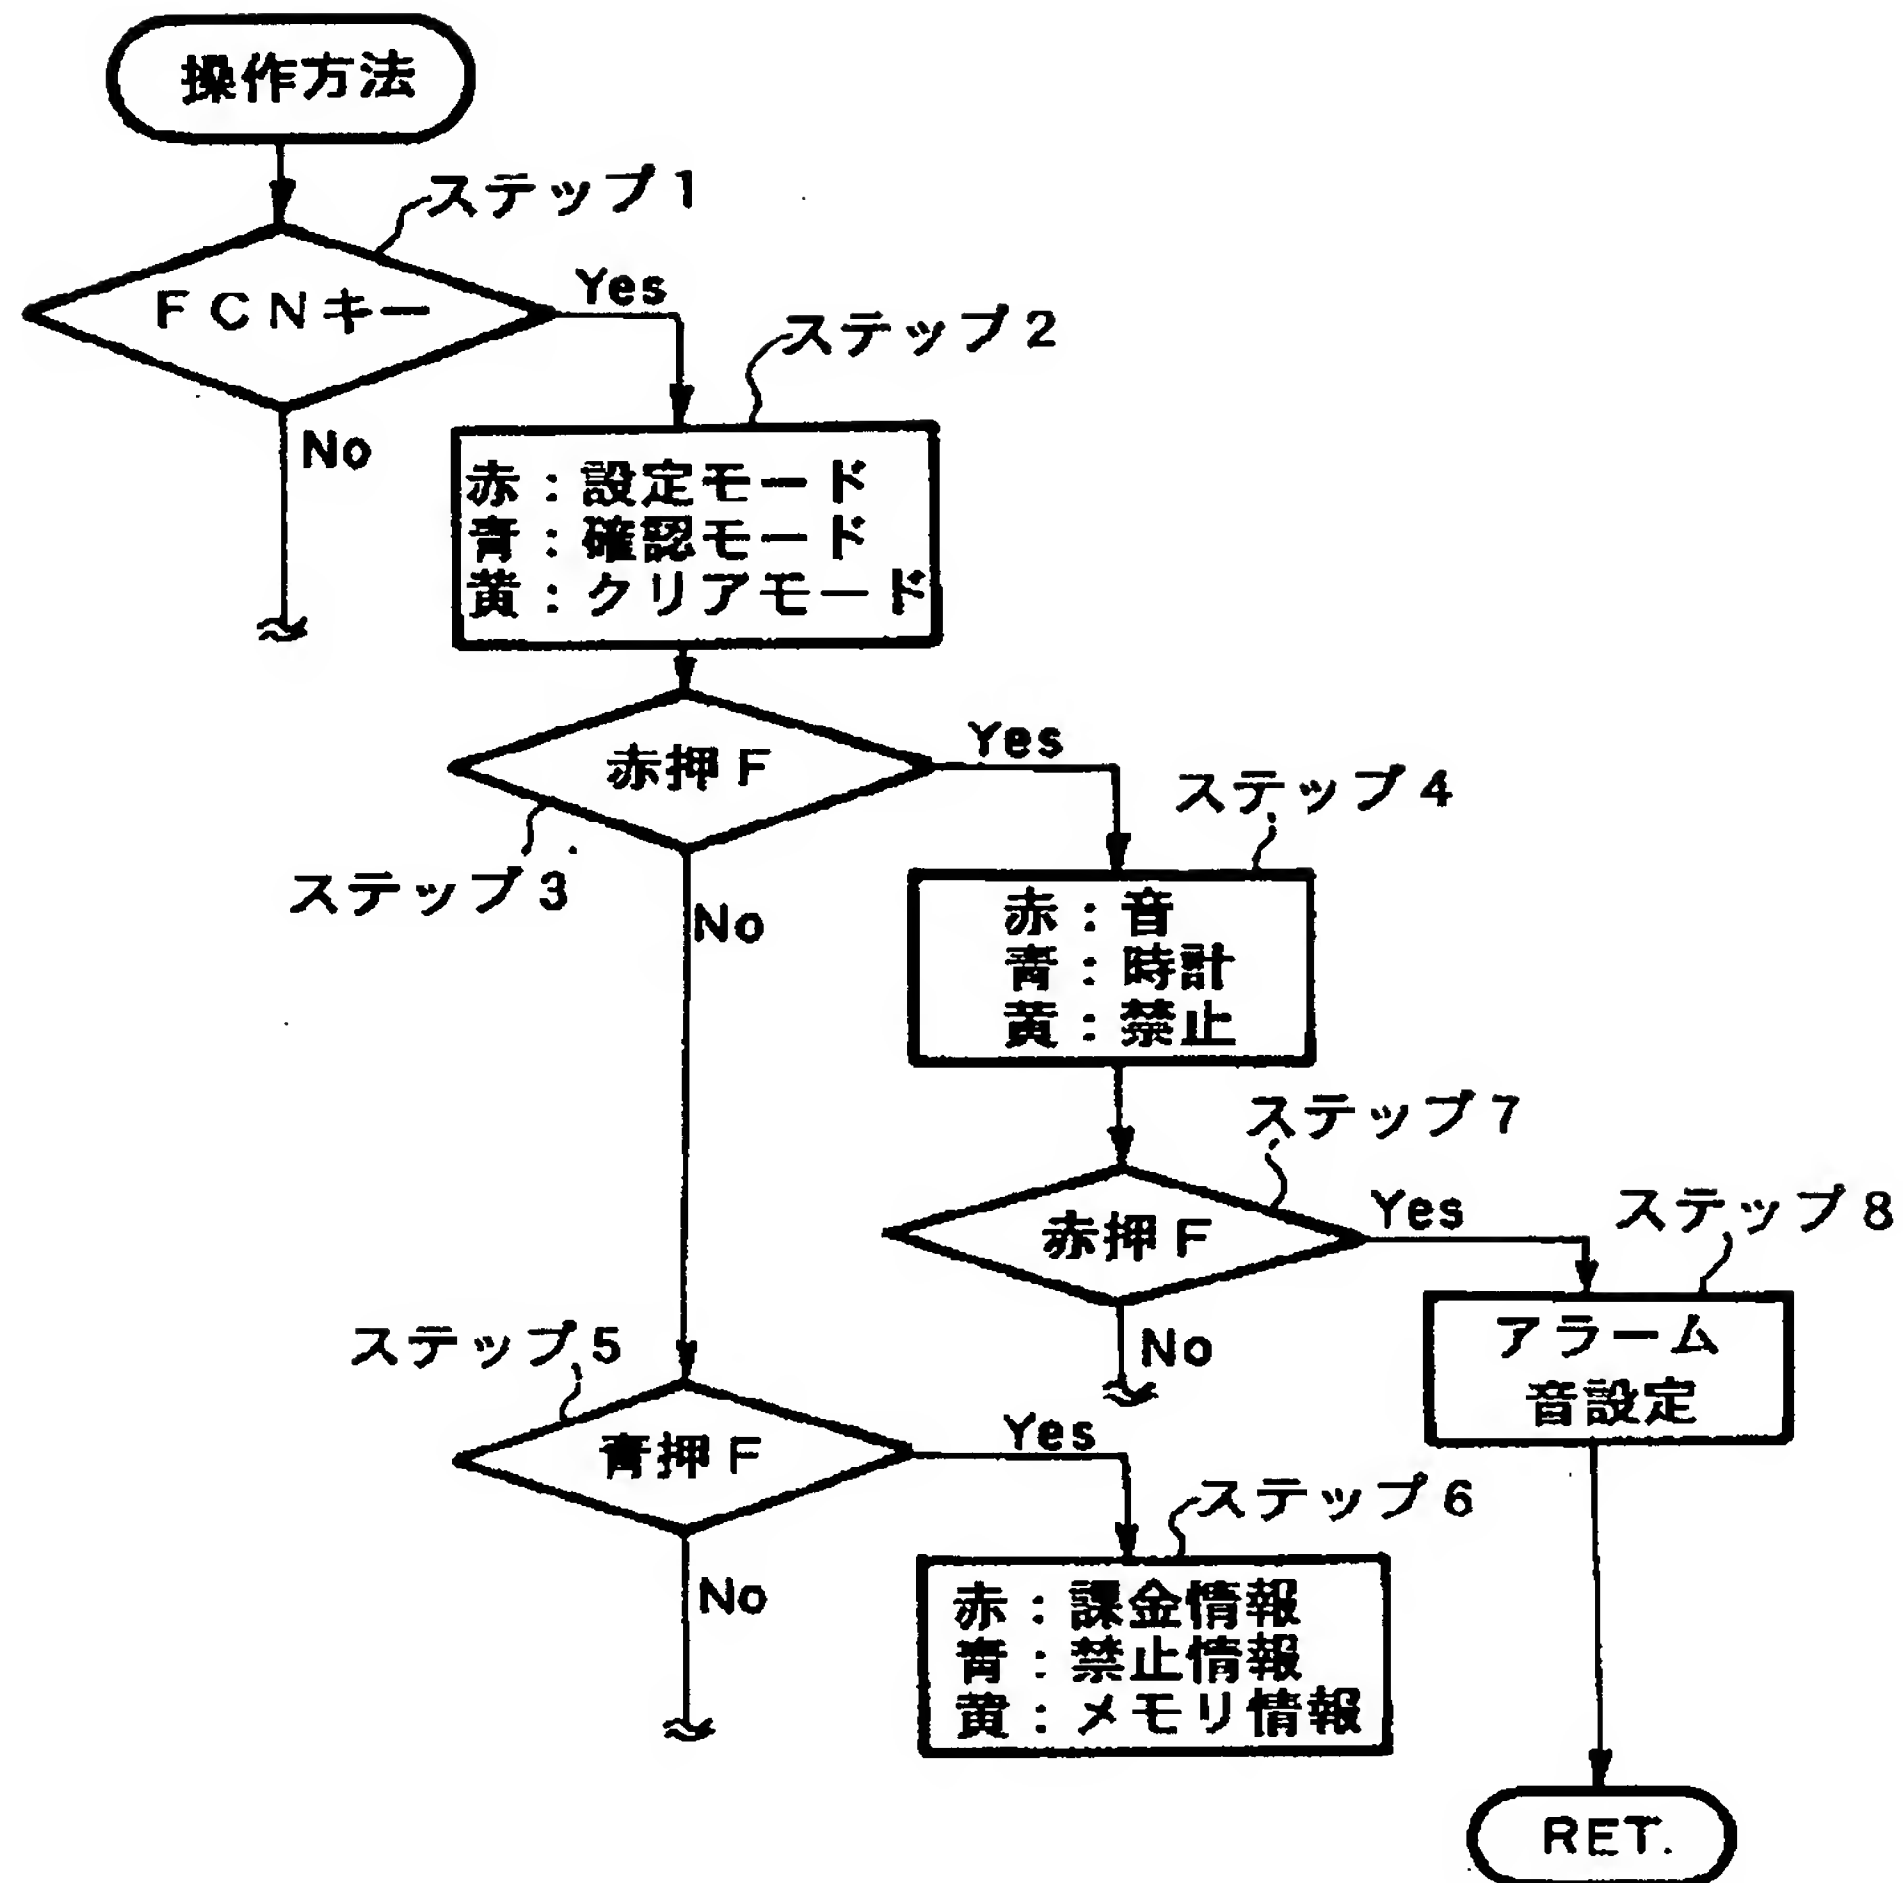 操作方法
ステップ1
FCNキー
Yes
ステップ2
No
赤：設定モード
青：確認モード
黄：クリアモード
赤押F
Yes
ステップ4
ステップ3
No
赤：音
青：時計
黄：禁止
ステップ7
赤押F
Yes
ステップ8
No
アラーム
音設定
ステップ5
青押F
Yes
ステップ6
No
赤：課金情報
青：禁止情報
黄：メモリ情報
RET.